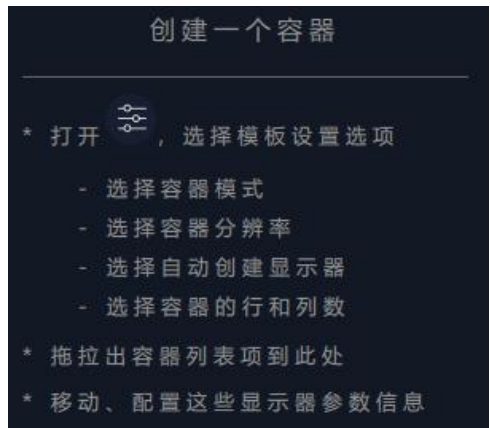 创建一个容器
* 打开 , 选择模板设置选项
- 选择容器模式
- 选择容器分辨率
- 选择自动创建显示器
- 选择容器的行和列数
* 拖拉出容器列表项到此处
* 移动、配置这些显示器参数信息